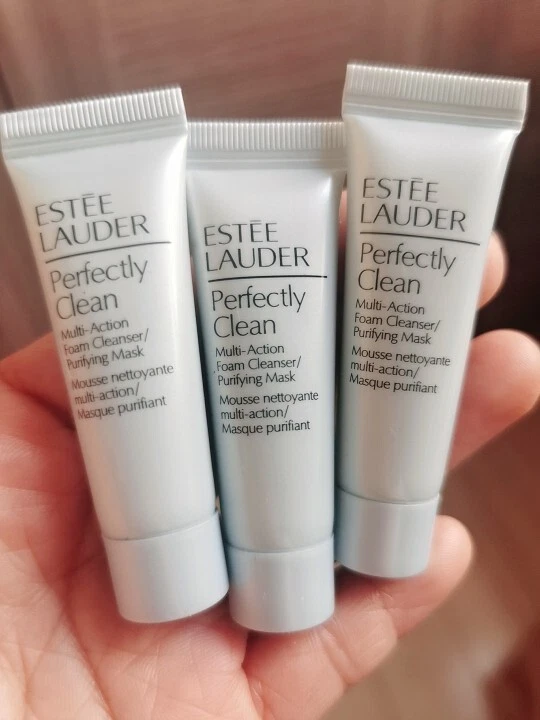 ESTĒE
LAUDER
Perfectly
Clean
Multi-Action
Foam Cleanser/
Purifying Mask
Mousse nettoyante
multi-action/
Masque purifiant
ESTĒE
LAUDER
Perfectly
Clean
Multi-Action
Foam Cleanser/
Purifying Mask
Mousse nettoyante
multi-action/
Masque purifiant
ESTĒE
LAUDER
Perfectly
Clean
Multi-Action
Foam Cleanser/
Purifying Mask
Mousse nettoyante
multi-action/
Masque purifiant